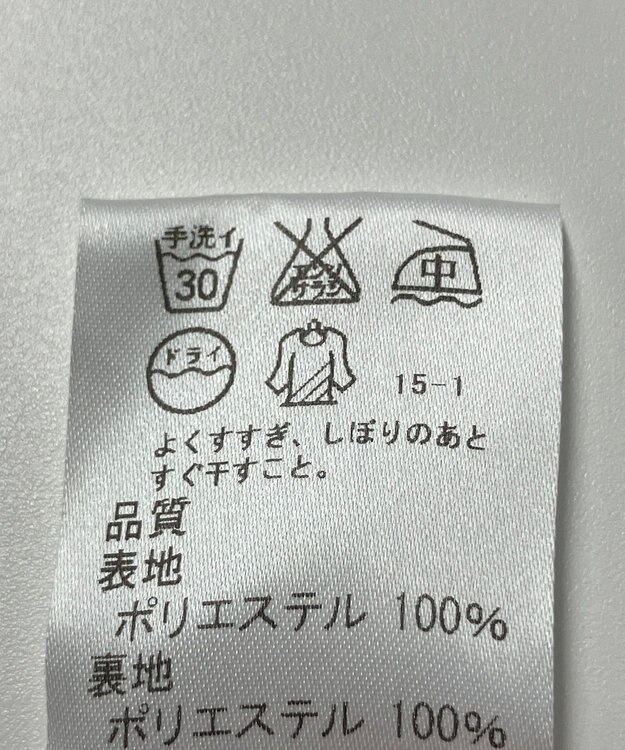 手洗イ
30
エンソ
サラシ
中
ドライ
15-1
よくすすぎ、しぼりのあと
すぐ干すこと。
品質
表地
ポリエステル 100%
裏地
ポリエステル 100%